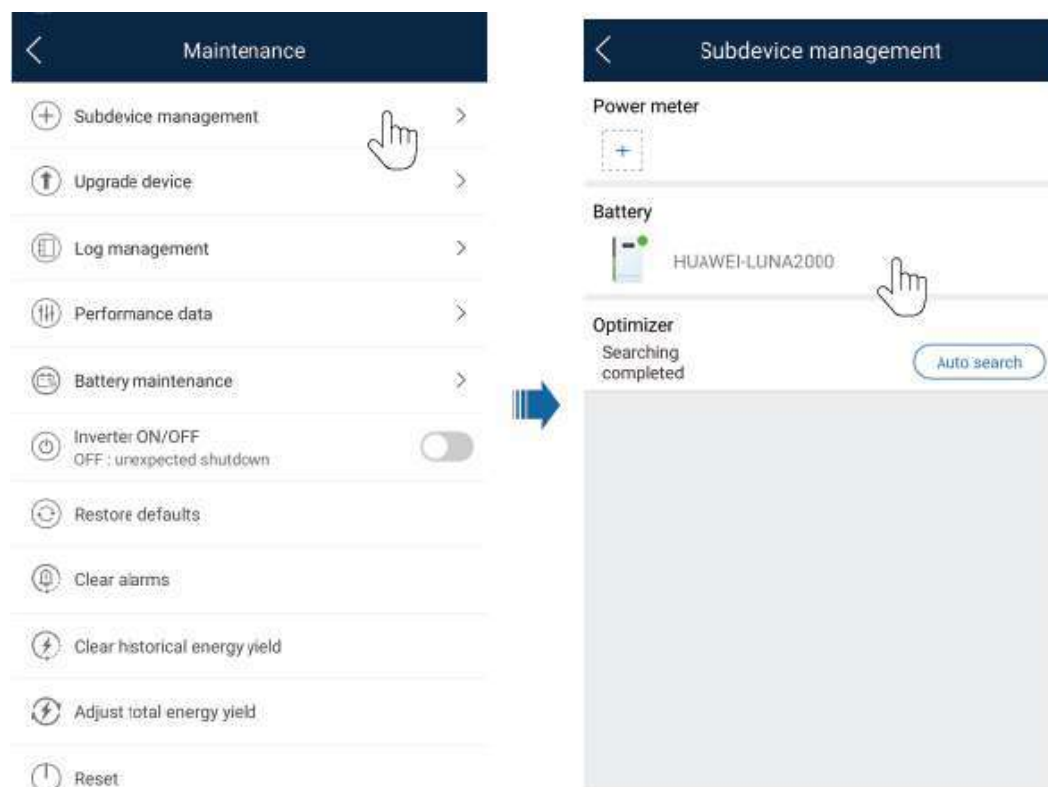 Maintenance
Subdevice management
Upgrade device
Log management
Performance data
Battery maintenance
Inverter ON/OFF
OFF : unexpected shutdown
Restore defaults
Clear alarms
Clear historical energy yield
Adjust total energy yield
Reset
Subdevice management
Power meter
+
Battery
HUAWEI-LUNA2000
Optimizer
Searching
completed
Auto search